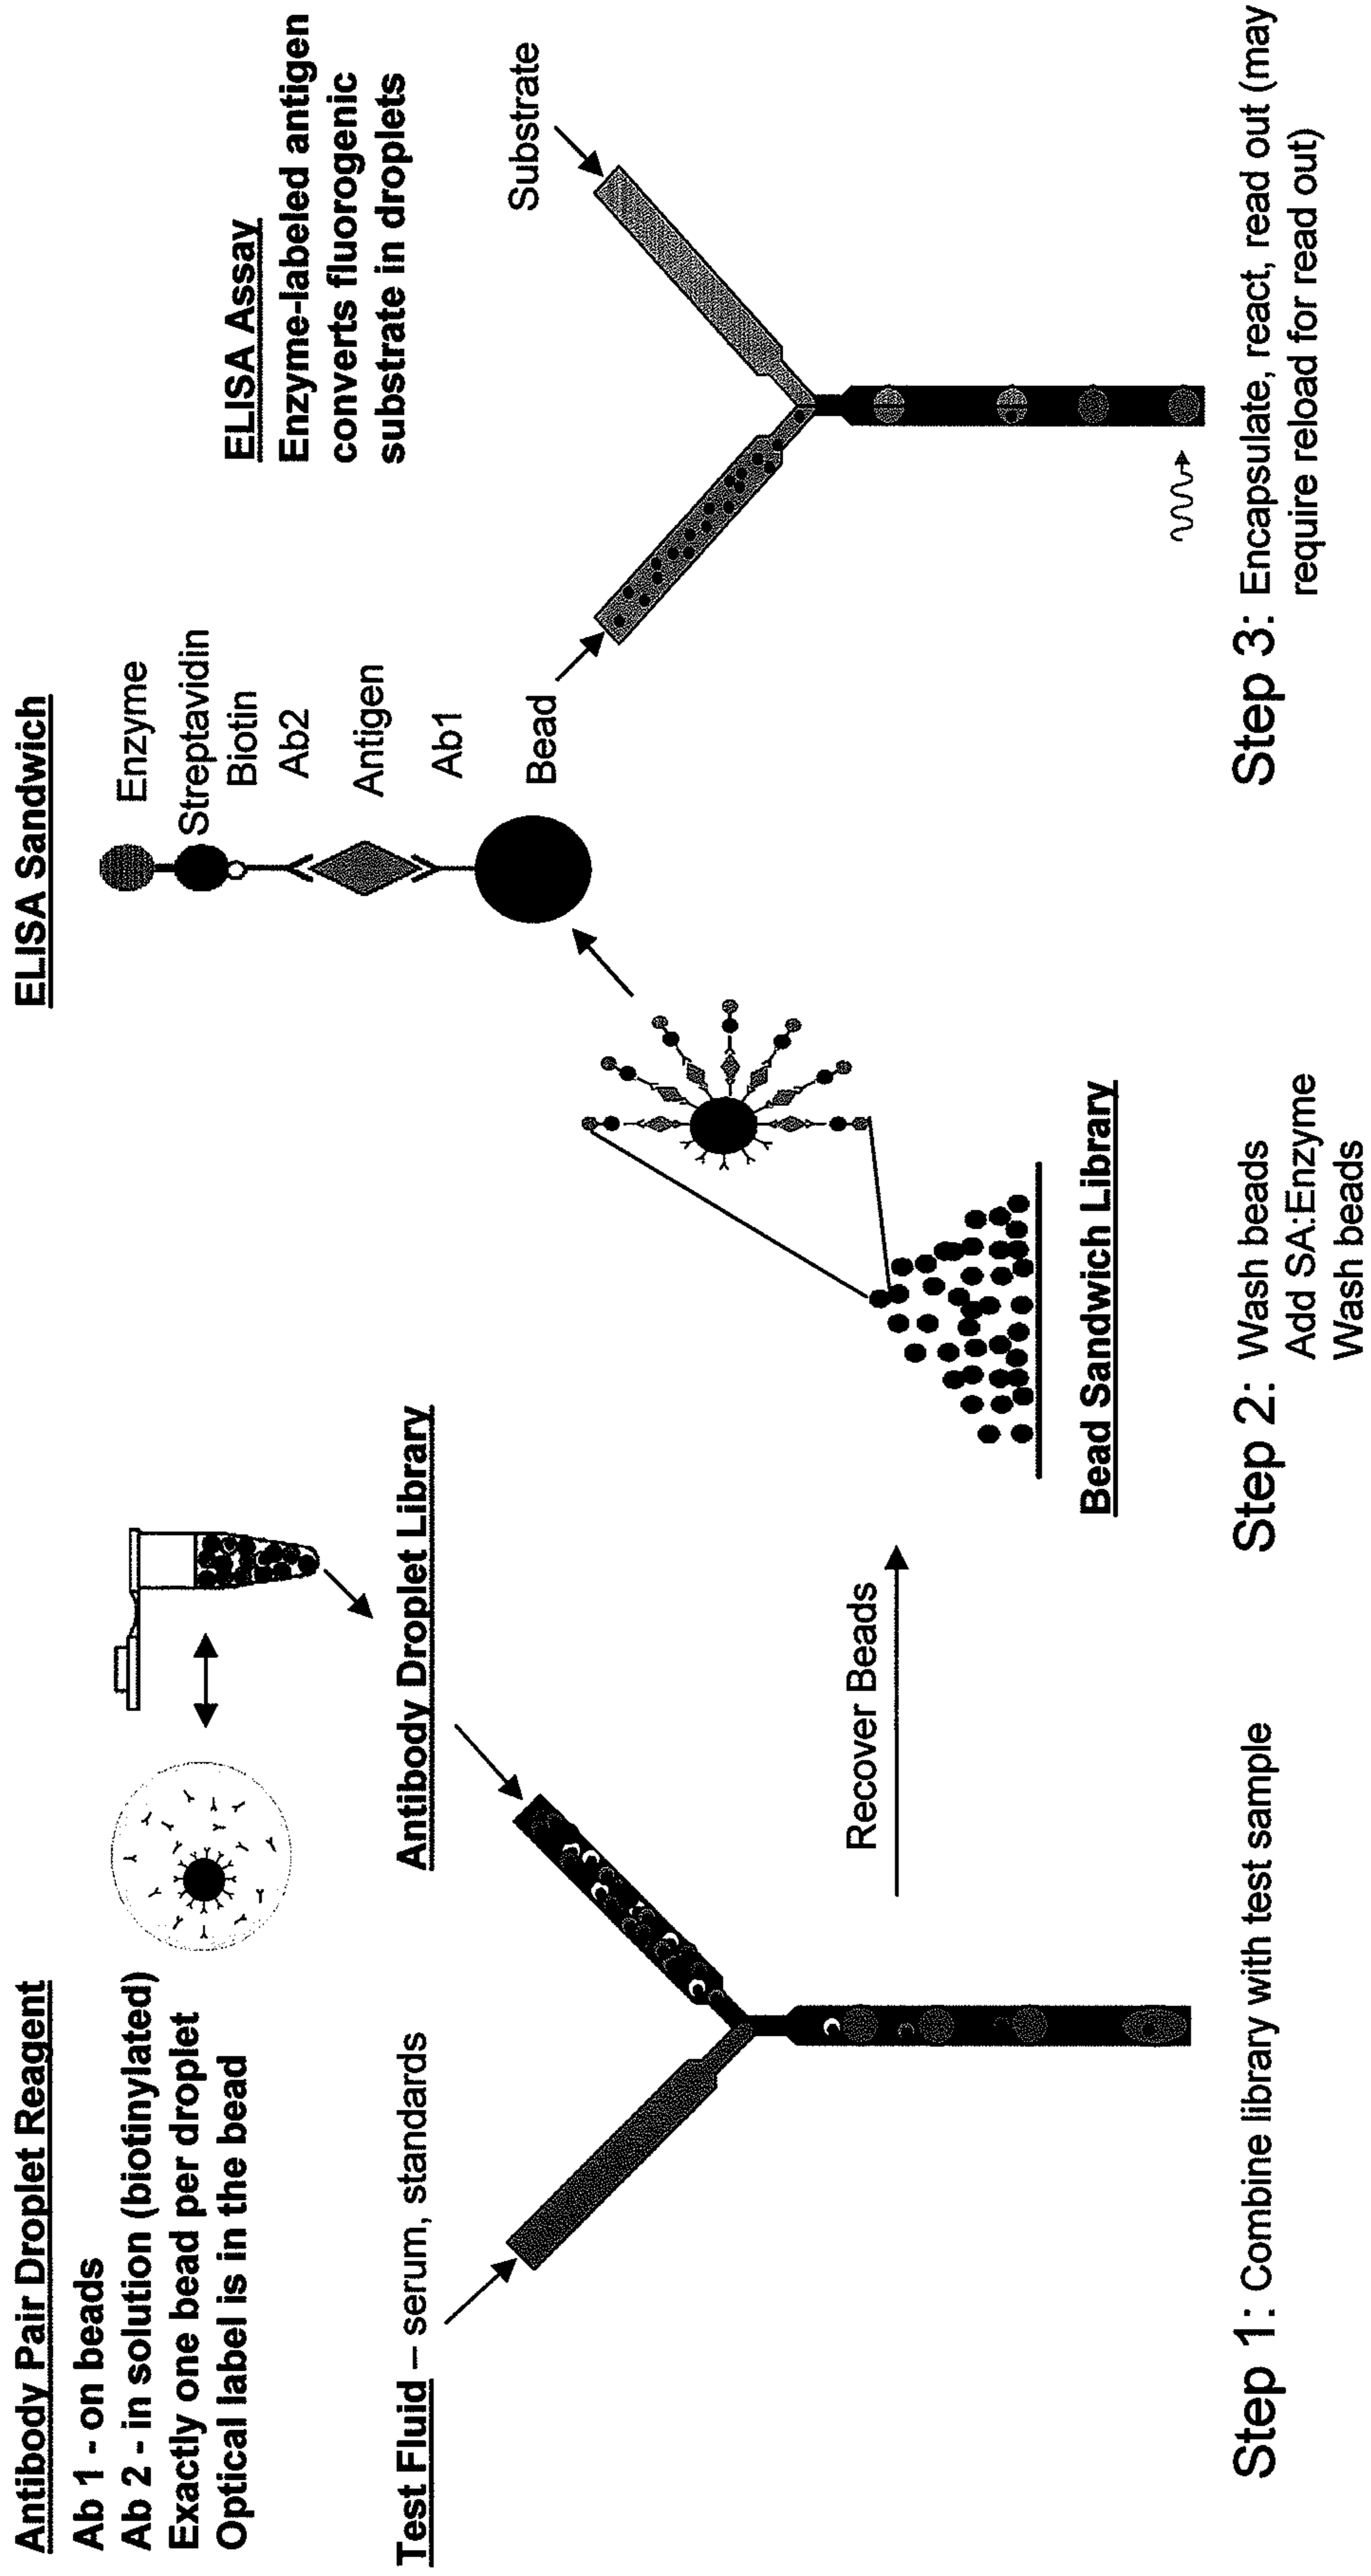 Antibody Pair Droplet Reagent
Ab 1 - on beads
Ab 2 - in solution (biotinylated)
Exactly one bead per droplet
Optical label is in the bead
Test Fluid – serum, standards
Antibody Droplet Library
Recover Beads
Step 1: Combine library with test sample
ELISA Sandwich
Enzyme
Streptavidin
Biotin
Ab2
Antigen
Ab1
Bead
Bead Sandwich Library
Step 2: Wash beads
Add SA:Enzyme
Wash beads
ELISA Assay
Enzyme-labeled antigen
converts fluorogenic
substrate in droplets
Substrate
Step 3: Encapsulate, react, read out (may
require reload for read out)